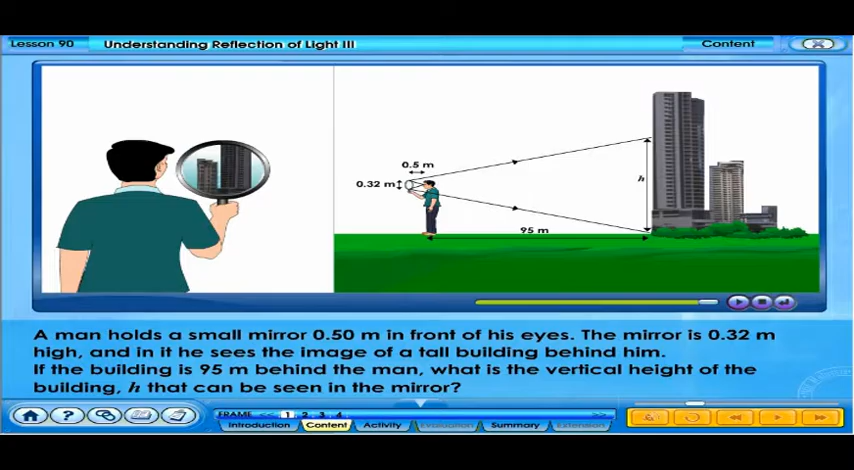 Lesson 90
Understanding Reflection of Light III
Content
0.5 m
0.32 m
h
95 m
A man holds a small mirror 0.50 m in front of his eyes. The mirror is 0.32 m
high, and in it he sees the image of a tall building behind him.
If the building is 95 m behind the man, what is the vertical height of the
building, h that can be seen in the mirror?
FRAME << 1 2 3 4 >>
Introduction Content Activity Evaluation Summary Extension